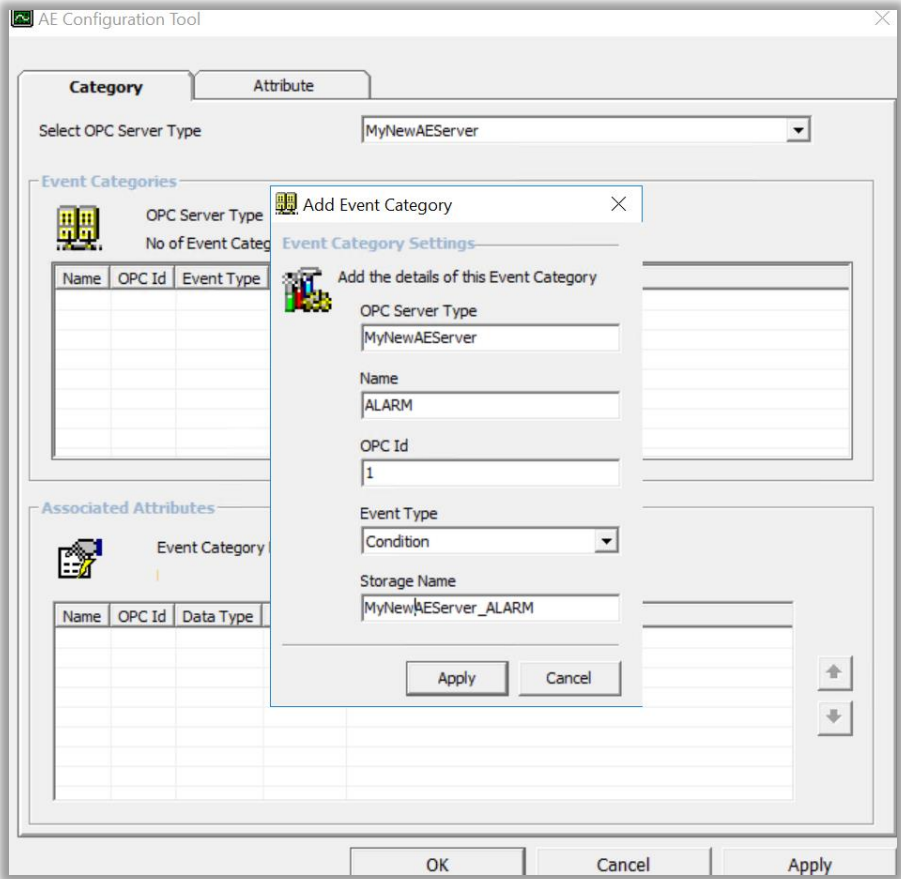 AE Configuration Tool
Category Attribute
Select OPC Server Type MyNewAEServer
Event Categories
OPC Server Type
No of Event Categ
Name OPC Id Event Type
Add Event Category
Event Category Settings
Add the details of this Event Category
OPC Server Type
MyNewAEServer
Name
ALARM
OPC Id
1
Event Type
Condition
Storage Name
MyNewAEServer_ALARM
Apply Cancel
Associated Attributes
Event Category
Name OPC Id Data Type
OK Cancel Apply